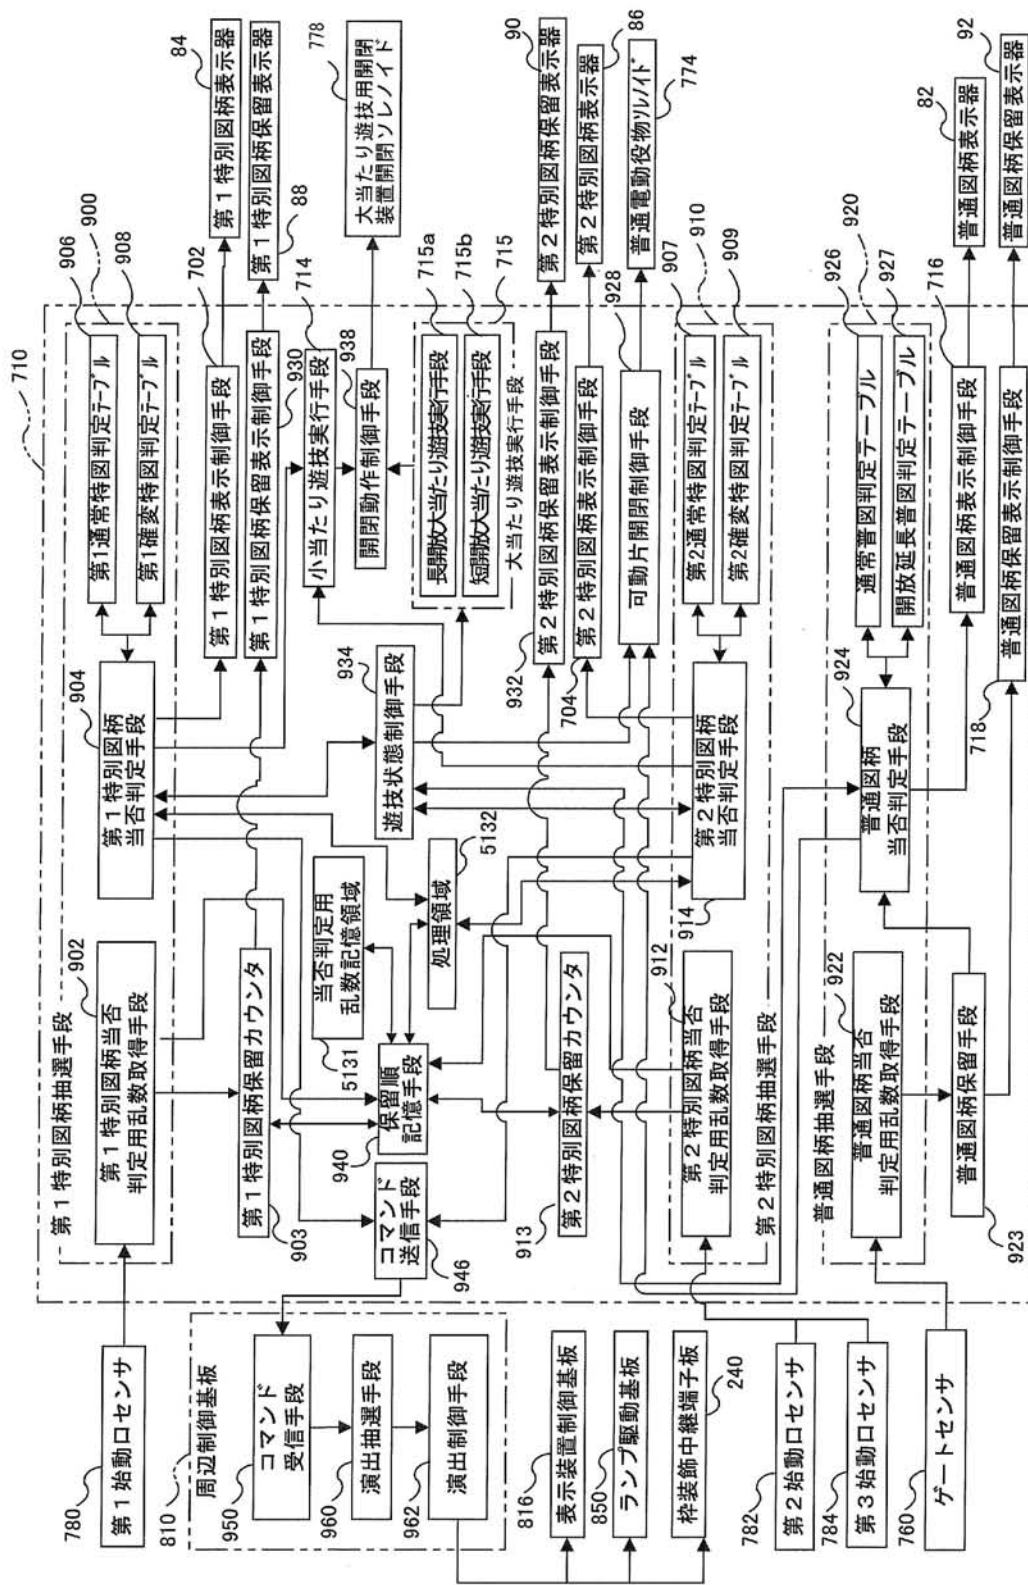 710
780
第1始動口センサ
第1特別図柄抽選手段
902
第1特別図柄当否
判定用乱数取得手段
904
第1特別図柄
当否判定手段
906
第1通常特図判定テーブル
900
第1確変特図判定テーブル
908
702
第1特別図柄表示制御手段
84
第1特別図柄表示器
第1特別図柄保留カウンタ
903
第1特別図柄保留表示制御手段
930
第1特別図柄保留表示器
88
810
周辺制御基板
950
コマンド
受信手段
960
演出抽選手段
962
演出制御手段
コマンド
送信手段
946
保留順
記憶手段
940
当否判定用
乱数記憶領域
5131
処理領域
5132
遊技状態制御手段
934
小当たり遊技実行手段
714
開閉動作制御手段
938
大当たり遊技用開閉
装置開閉ソレノイド
778
長開放大当たり遊技実行手段
715a
短開放大当たり遊技実行手段
715b
大当たり遊技実行手段
715
816
表示装置制御基板
850
ランプ駆動基板
枠装飾中継端子板
240
第2特別図柄保留カウンタ
913
932
第2特別図柄保留表示制御手段
90
第2特別図柄保留表示器
704
第2特別図柄表示制御手段
第2特別図柄表示器
86
可動片開閉制御手段
928
普通電動役物ソレノイド
774
782
第2始動口センサ
784
第3始動口センサ
912
第2特別図柄当否
判定用乱数取得手段
第2特別図柄抽選手段
914
第2特別図柄
当否判定手段
第2通常特図判定テーブル
907
910
第2確変特図判定テーブル
909
760
ゲートセンサ
普通図柄抽選手段
922
普通図柄当否
判定用乱数取得手段
924
普通図柄
当否判定手段
926
通常普図判定テーブル
920
開放延長普図判定テーブル
927
普通図柄保留手段
923
普通図柄表示制御手段
716
82
普通図柄表示器
718
普通図柄保留表示制御手段
92
普通図柄保留表示器